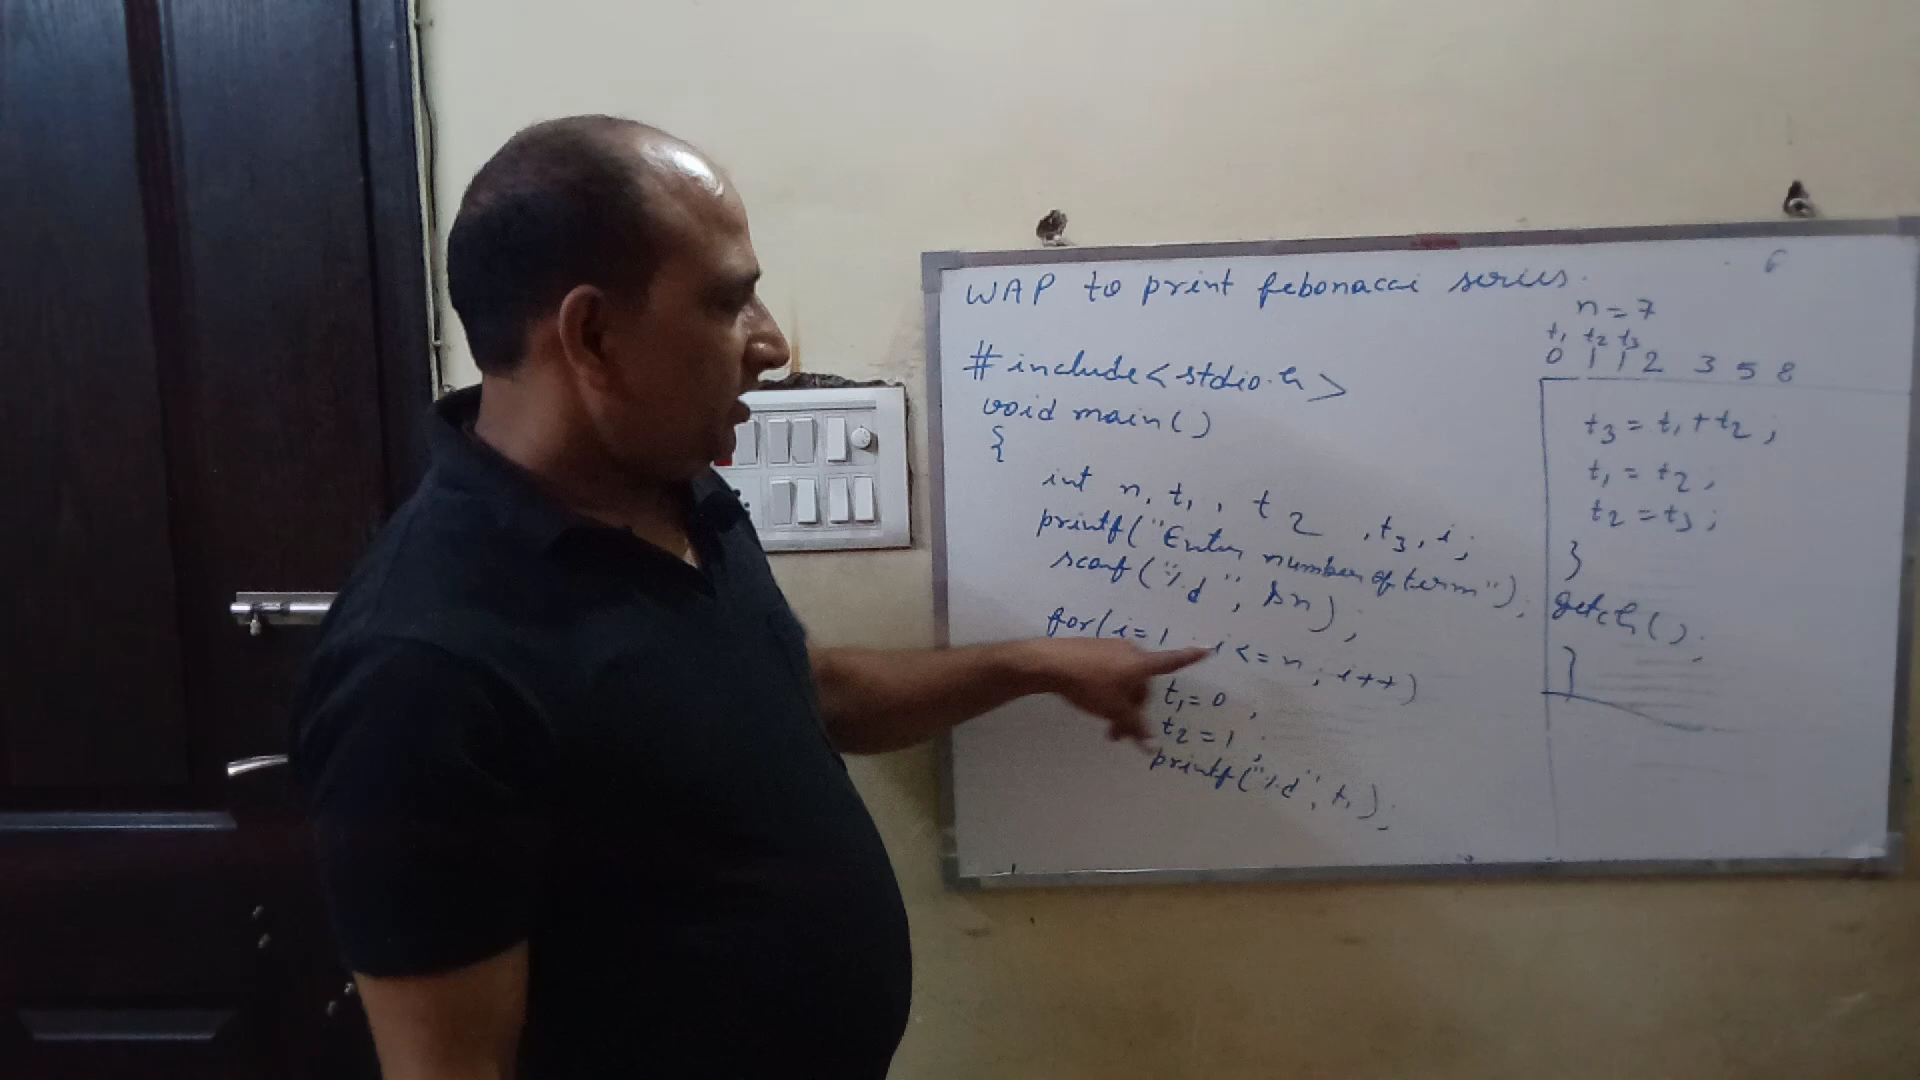 WAP to print febonacci series.
n=7
t1 t2 t3
0 1 1 2 3 5 8
#include<stdio.h>
void main()
{
int n, t1, t2, t3, i;
printf("Enter number of term");
scanf("%d", &n);
for(i=1 i<=n; i++)
t1=0;
t2=1;
printf("%d", t1);
t3=t1+t2;
t1=t2;
t2=t3;
}
getch();
}